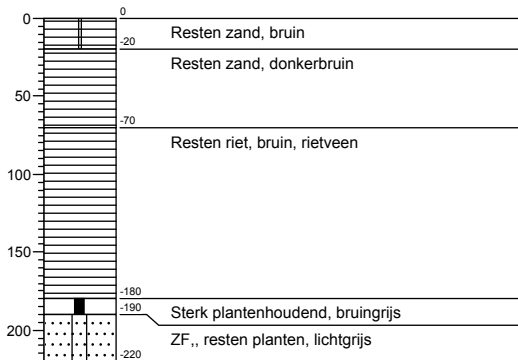 0
0
Resten zand, bruin
-20
Resten zand, donkerbruin
50
-70
Resten riet, bruin, rietveen
100
150
-180
-190
Sterk plantenhoudend, bruingrijs
200
ZF,, resten planten, lichtgrijs
-220